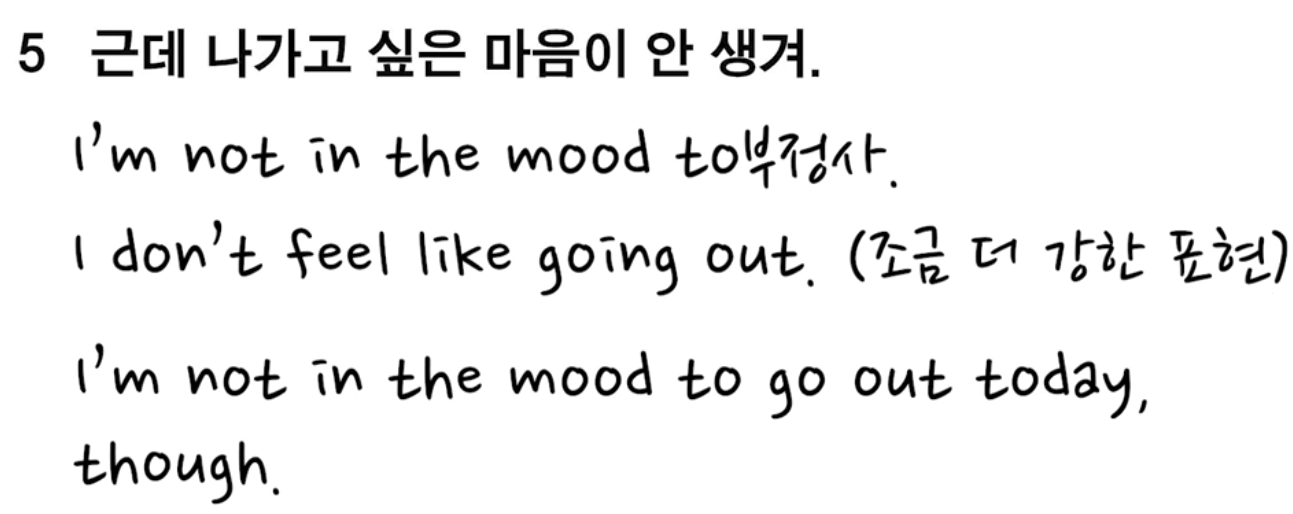 5 근데 나가고 싶은 마음이 안 생겨.
I'm not in the mood to부정사.
I don't feel like going out. (조금 더 강한 표현)
I'm not in the mood to go out today,
though.